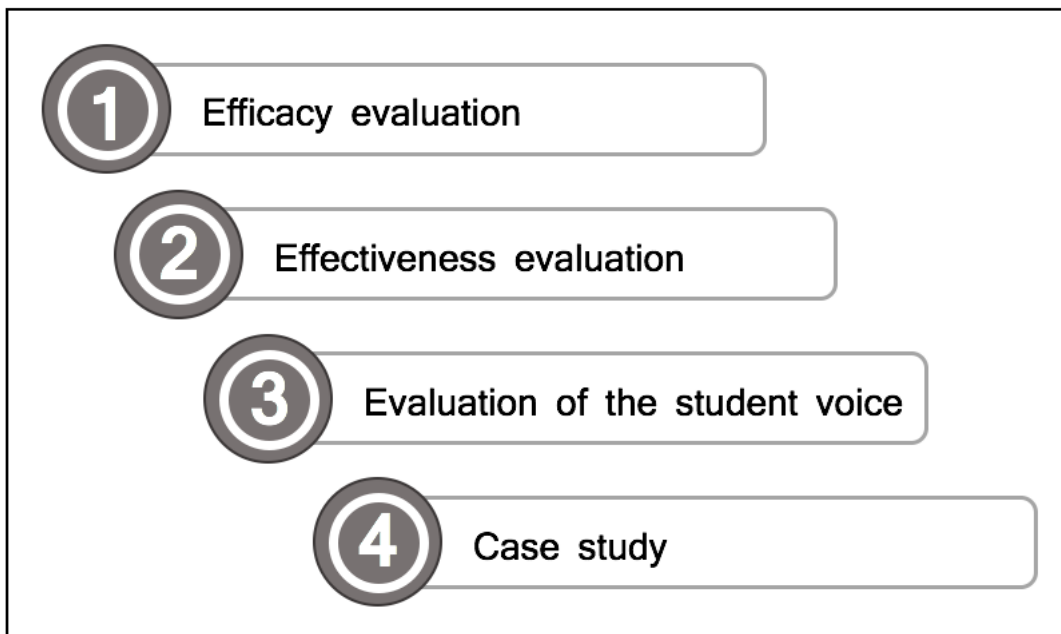 1 Efficacy evaluation
2 Effectiveness evaluation
3 Evaluation of the student voice
4 Case study